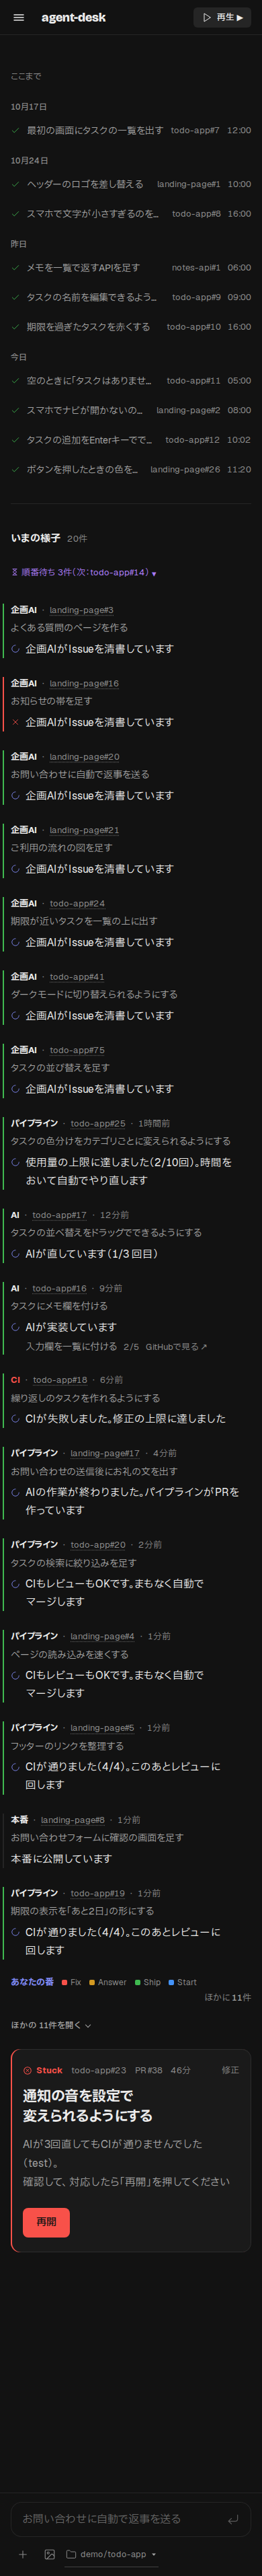 agent-desk
再生 ▶
ここまで
10月17日
最初の画面にタスクの一覧を出す todo-app#7 12:00
10月24日
ヘッダーのロゴを差し替える landing-page#1 10:00
スマホで文字が小さすぎるのを… todo-app#8 16:00
昨日
メモを一覧で返すAPIを足す notes-api#1 06:00
タスクの名前を編集できるよう… todo-app#9 09:00
期限を過ぎたタスクを赤くする todo-app#10 16:00
今日
空のときに「タスクはありませ… todo-app#11 05:00
スマホでナビが開かないの… landing-page#2 08:00
タスクの追加をEnterキーでで… todo-app#12 10:02
ボタンを押したときの色を… landing-page#26 11:20
いまの様子 20件
順番待ち 3件（次：todo-app#14） ▼
企画AI · landing-page#3
よくある質問のページを作る
企画AIがIssueを清書しています
企画AI · landing-page#16
お知らせの帯を足す
× 企画AIがIssueを清書しています
企画AI · landing-page#20
お問い合わせに自動で返事を送る
企画AIがIssueを清書しています
企画AI · landing-page#21
ご利用の流れの図を足す
企画AIがIssueを清書しています
企画AI · todo-app#24
期限が近いタスクを一覧の上に出す
企画AIがIssueを清書しています
企画AI · todo-app#41
ダークモードに切り替えられるようにする
企画AIがIssueを清書しています
企画AI · todo-app#75
タスクの並び替えを足す
企画AIがIssueを清書しています
パイプライン · todo-app#25 · 1時間前
タスクの色分けをカテゴリごとに変えられるようにする
使用量の上限に達しました（2/10回）。時間を
おいて自動でやり直します
AI · todo-app#17 · 12分前
タスクの並べ替えをドラッグでできるようにする
AIが直しています（1/3 回目）
AI · todo-app#16 · 9分前
タスクにメモ欄を付ける
AIが実装しています
入力欄を一覧に付ける 2/5 GitHubで見る ↗
CI · todo-app#18 · 6分前
繰り返しのタスクを作れるようにする
CIが失敗しました。修正の上限に達しました
パイプライン · landing-page#17 · 4分前
お問い合わせの送信後にお礼の文を出す
AIの作業が終わりました。パイプラインがPRを
作っています
パイプライン · todo-app#20 · 2分前
タスクの検索に絞り込みを足す
CIもレビューもOKです。まもなく自動で
マージします
パイプライン · landing-page#4 · 1分前
ページの読み込みを速くする
CIもレビューもOKです。まもなく自動で
マージします
パイプライン · landing-page#5 · 1分前
フッターのリンクを整理する
CIが通りました（4/4）。このあとレビューに
回します
本番 · landing-page#8 · 1分前
お問い合わせフォームに確認の画面を足す
本番に公開しています
パイプライン · todo-app#19 · 1分前
期限の表示を「あと2日」の形にする
CIが通りました（4/4）。このあとレビューに
回します
あなたの番 Fix Answer Ship Start
ほかに 11件
ほかの 11件を開く
Stuck todo-app#23 PR#38 46分 修正
通知の音を設定で
変えられるようにする
AIが3回直してもCIが通りませんでした
（test）。
確認して、対応したら「再開」を押してください
再開
お問い合わせに自動で返事を送る
demo/todo-app ▼